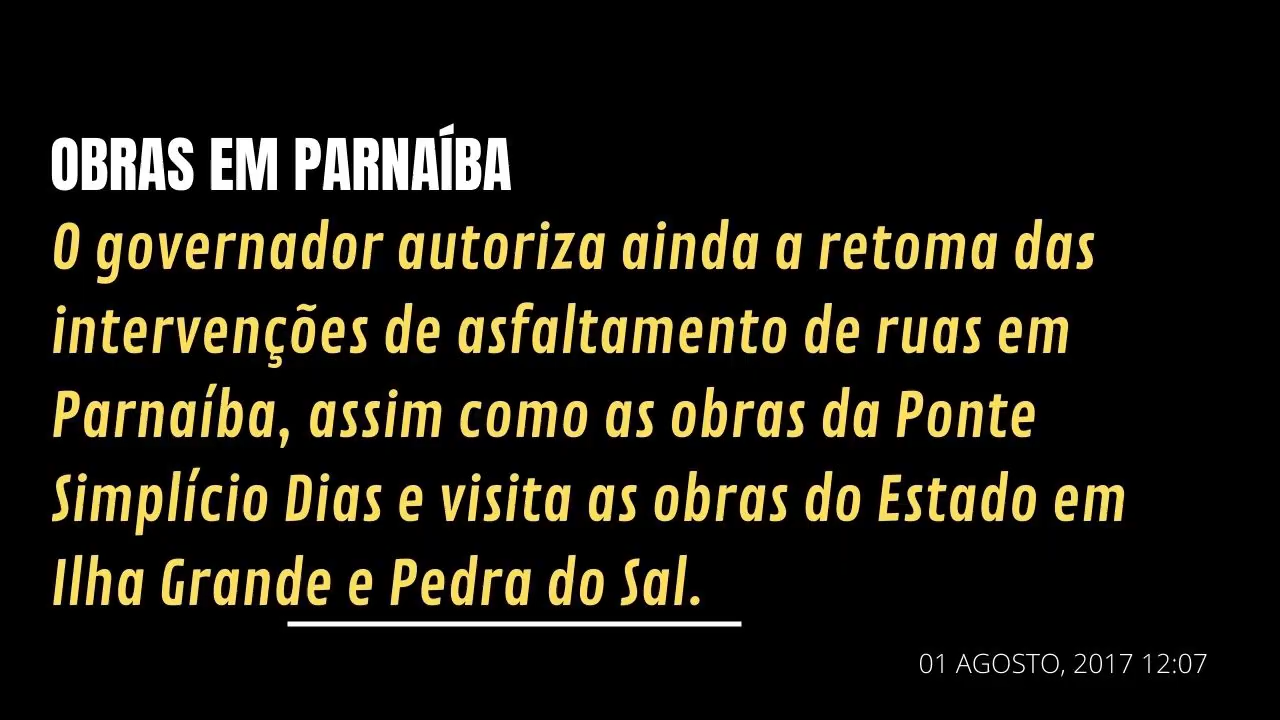 OBRAS EM PARNAÍBA
O governador autoriza ainda a retoma das
intervenções de asfaltamento de ruas em
Parnaíba, assim como as obras da Ponte
Simplício Dias e visita as obras do Estado em
Ilha Grande e Pedra do Sal.
01 AGOSTO, 2017 12:07